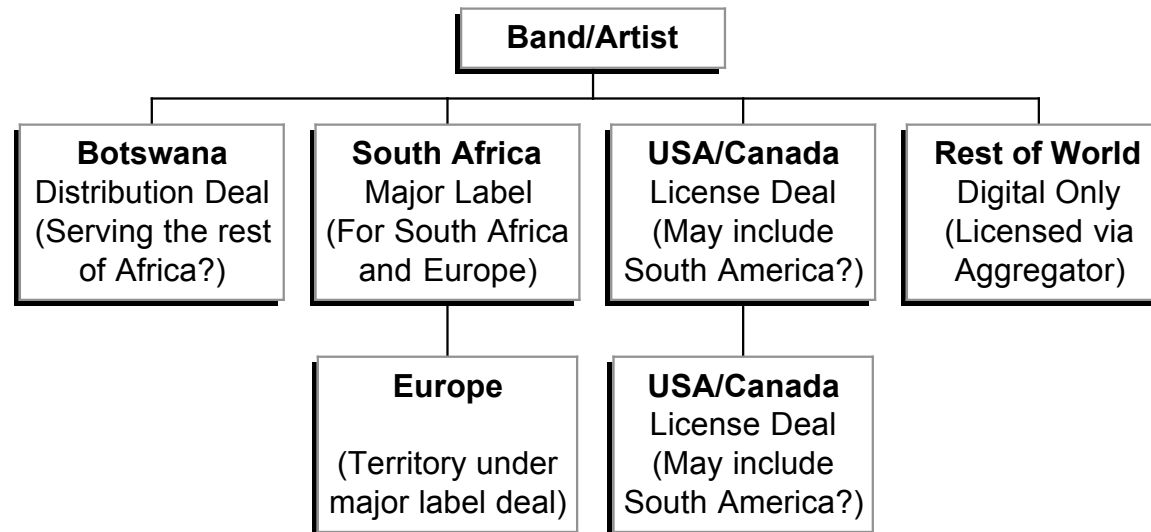 Band/Artist
Botswana
Distribution Deal
(Serving the rest
of Africa?)
South Africa
Major Label
(For South Africa
and Europe)
USA/Canada
License Deal
(May include
South America?)
Rest of World
Digital Only
(Licensed via
Aggregator)
Europe
(Territory under
major label deal)
USA/Canada
License Deal
(May include
South America?)